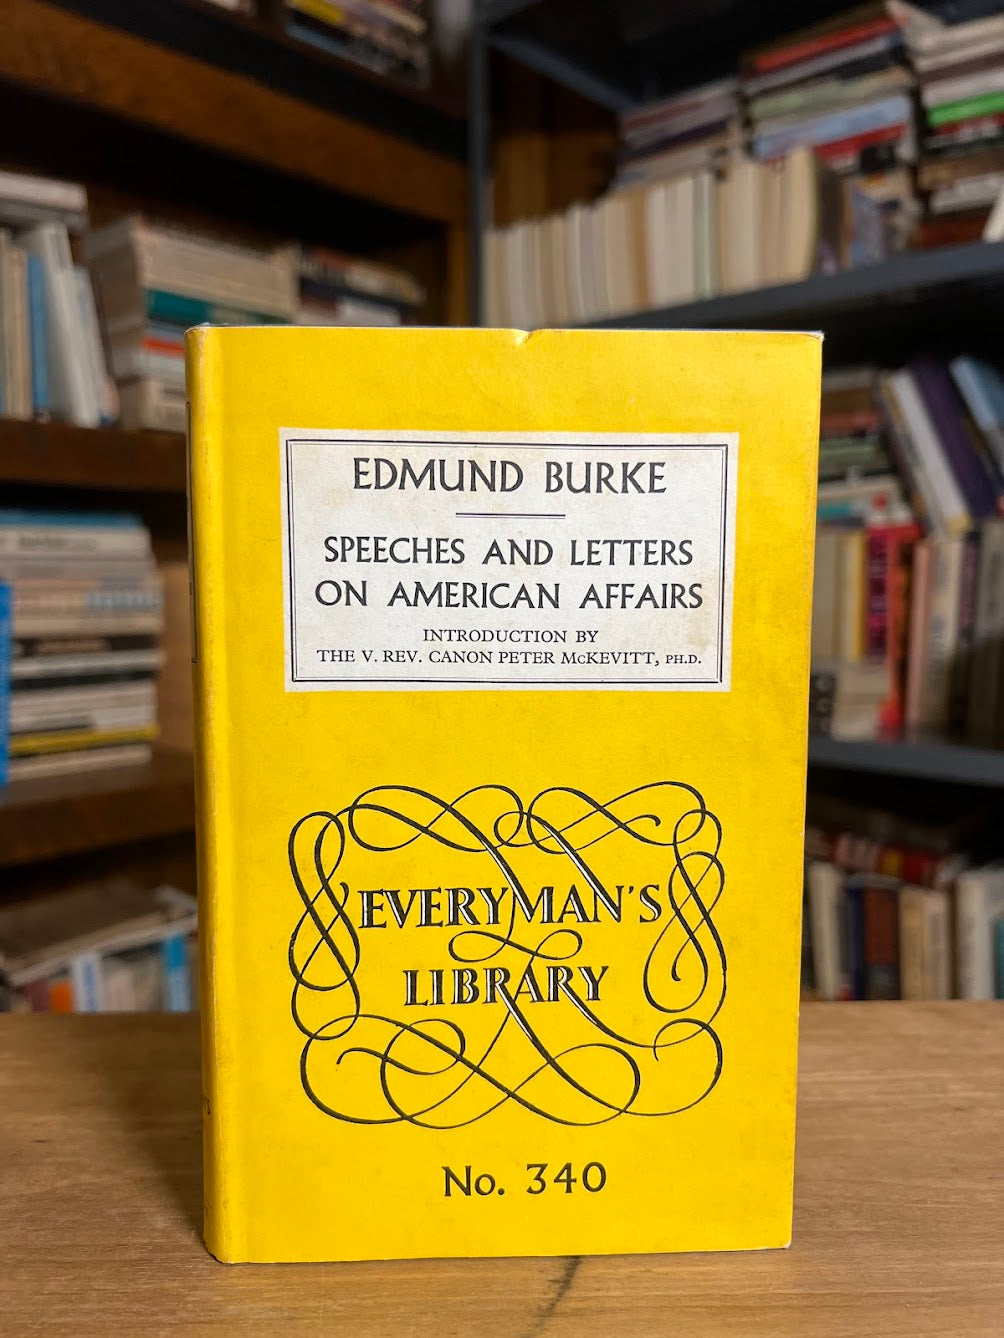 EDMUND BURKE
SPEECHES AND LETTERS
ON AMERICAN AFFAIRS
INTRODUCTION BY
THE V. REV. CANON PETER McKEVITT, PH.D.
EVERYMAN'S
LIBRARY
No. 340